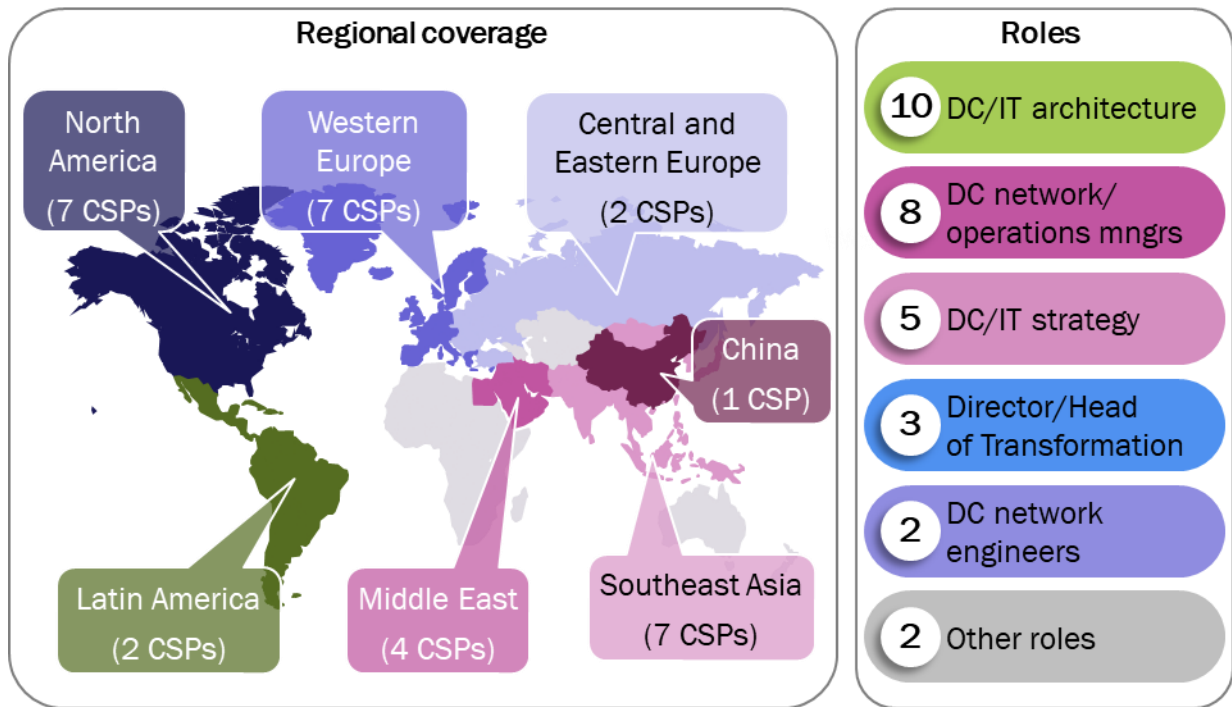 Regional coverage
North
America
(7 CSPs)
Western
Europe
(7 CSPs)
Central and
Eastern Europe
(2 CSPs)
China
(1 CSP)
Latin America
(2 CSPs)
Middle East
(4 CSPs)
Southeast Asia
(7 CSPs)
Roles
10 DC/IT architecture
8 DC network/
operations mngrs
5 DC/IT strategy
3 Director/Head
of Transformation
2 DC network
engineers
2 Other roles